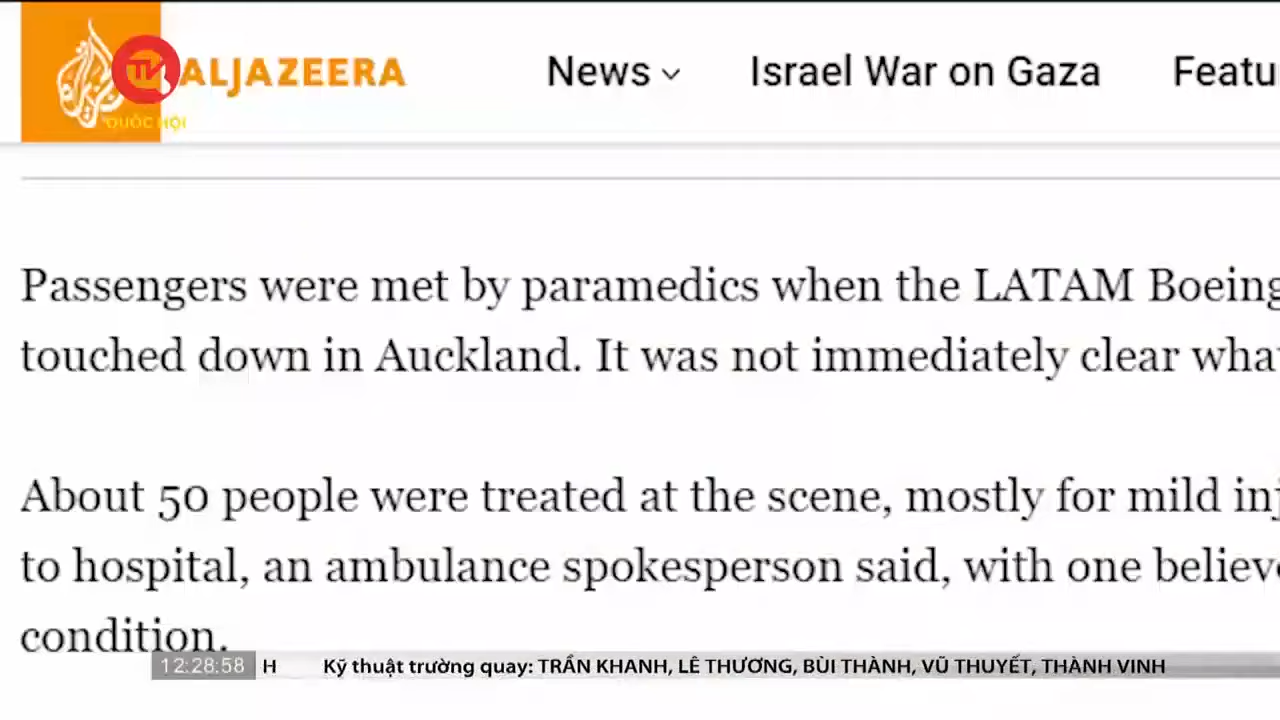 ALJAZEERA
News
Israel War on Gaza
QUỐC HỘI
Passengers were met by paramedics when the LATAM Boeing
touched down in Auckland. It was not immediately clear
About 50 people were treated at the scene, mostly for mild
to hospital, an ambulance spokesperson said, with one
condition.
12:28:58 H Kỹ thuật trường quay: TRẦN KHANH, LÊ THƯƠNG, BÙI THÀNH, VŨ THUYẾT, THÀNH VINH